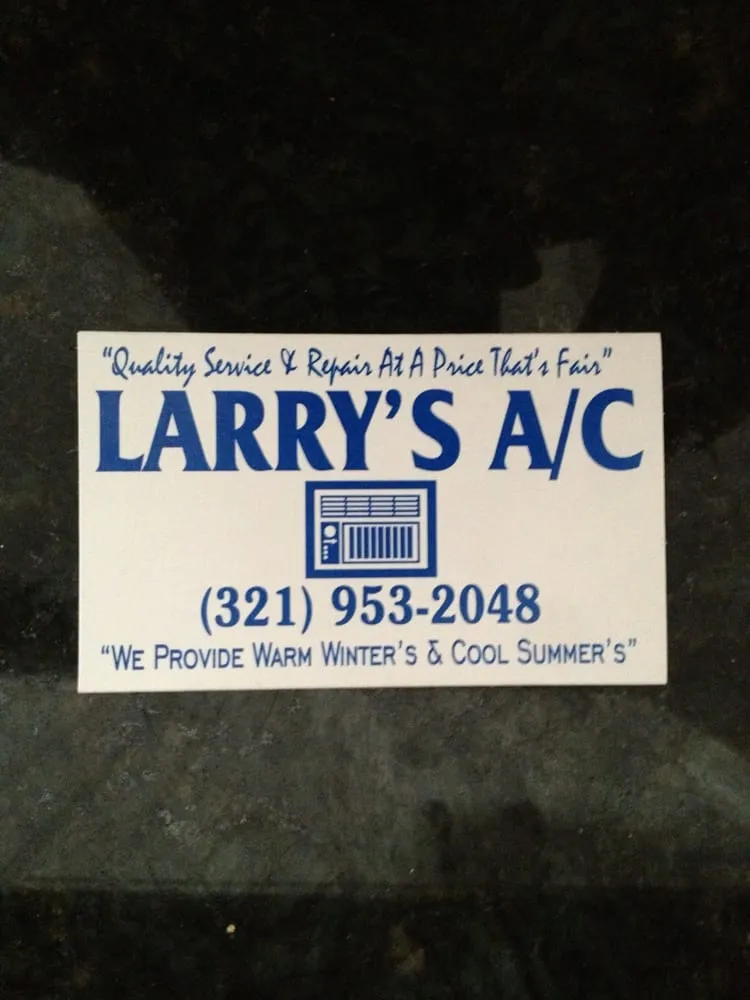 "Quality Service & Repair At A Price That's Fair"
LARRY'S A/C
(321) 953-2048
"WE PROVIDE WARM WINTER'S & COOL SUMMER'S"